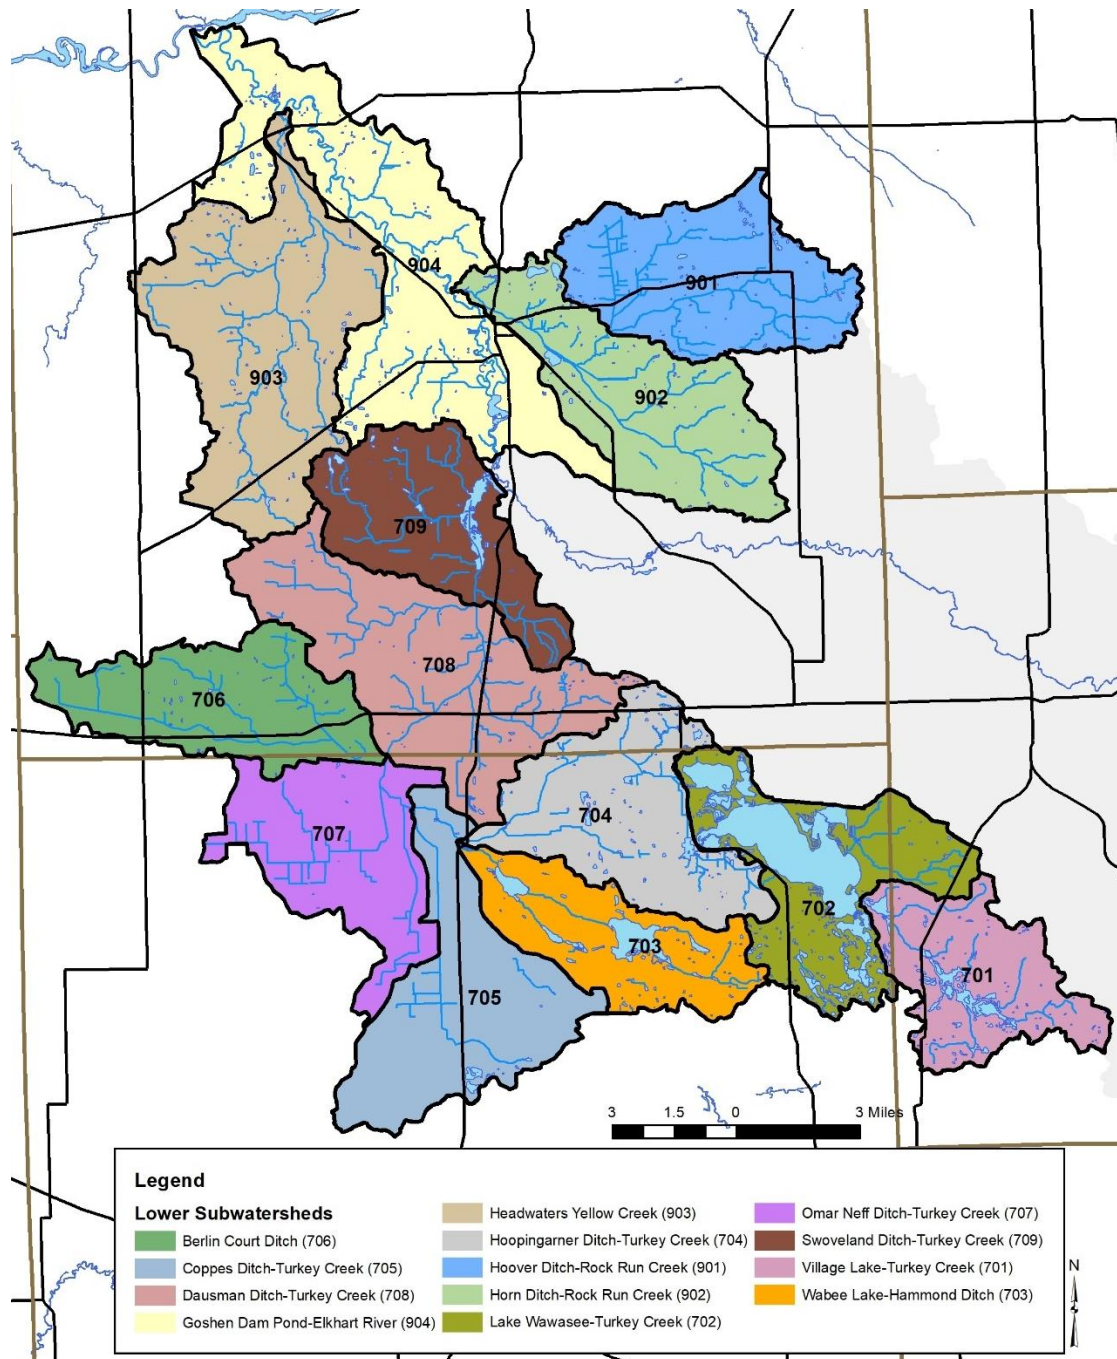 904
901
903
902
709
708
706
704
707
702
703
701
705
3 1.5 0 3 Miles
Legend
Lower Subwatersheds
Berlin Court Ditch (706)
Coppes Ditch-Turkey Creek (705)
Dausman Ditch-Turkey Creek (708)
Goshen Dam Pond-Elkhart River (904)
Headwaters Yellow Creek (903)
Hoopingarner Ditch-Turkey Creek (704)
Hoover Ditch-Rock Run Creek (901)
Horn Ditch-Rock Run Creek (902)
Lake Wawasee-Turkey Creek (702)
Omar Neff Ditch-Turkey Creek (707)
Swoveland Ditch-Turkey Creek (709)
Village Lake-Turkey Creek (701)
Wabee Lake-Hammond Ditch (703)
N